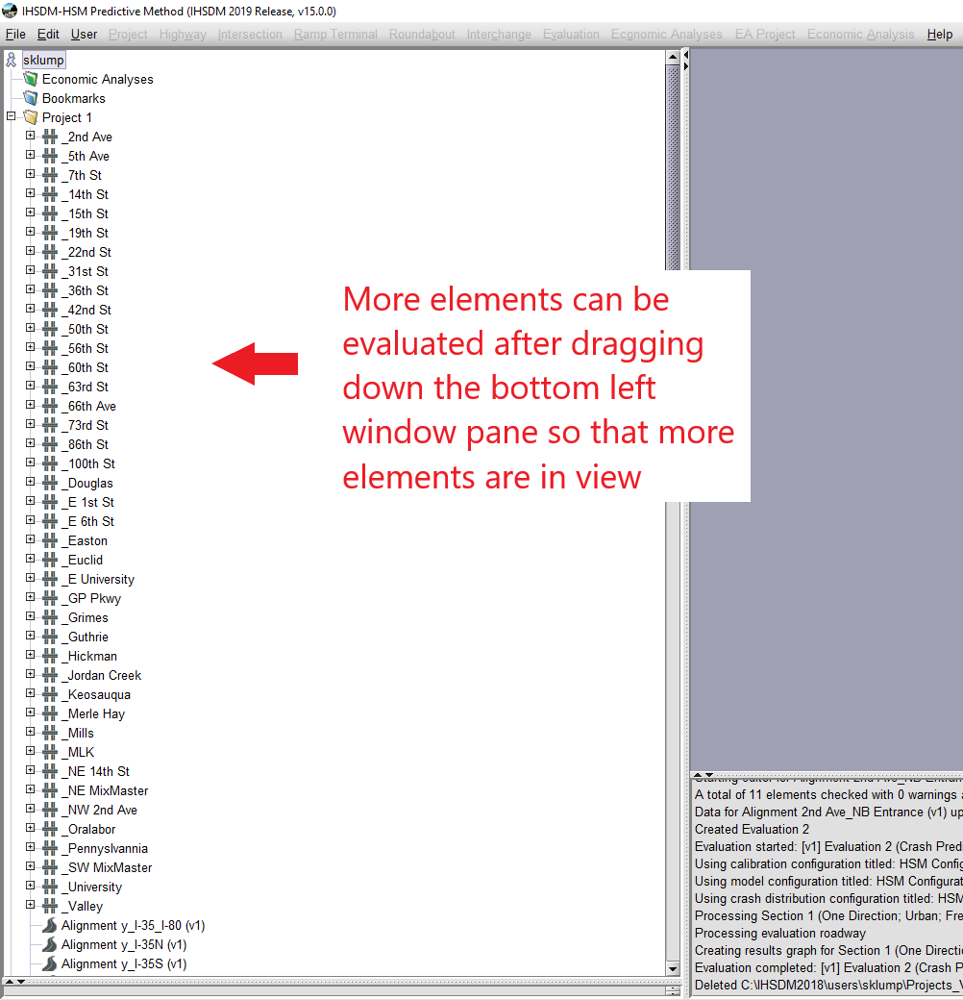 IHSDM-HSM Predictive Method (IHSDM 2019 Release, v15.0.0)
File Edit User Project Highway Intersection Ramp Terminal Roundabout Interchange Evaluation Economic Analyses EA Project Economic Analysis Help
sklump
Economic Analyses
Bookmarks
Project 1
_2nd Ave
_5th Ave
_7th St
_14th St
_15th St
_19th St
_22nd St
_31st St
_36th St
_42nd St
_50th St
_56th St
_60th St
_63rd St
_66th Ave
_73rd St
_86th St
_100th St
_Douglas
_E 1st St
_E 6th St
_Easton
_Euclid
_E University
_GP Pkwy
_Grimes
_Guthrie
_Hickman
_Jordan Creek
_Keosauqua
_Merle Hay
_Mills
_MLK
_NE 14th St
_NE MixMaster
_NW 2nd Ave
_Oralabor
_Pennyslvannia
_SW MixMaster
_University
_Valley
Alignment y_I-35_I-80 (v1)
Alignment y_I-35N (v1)
Alignment y_I-35S (v1)
More elements can be
evaluated after dragging
down the bottom left
window pane so that more
elements are in view
Starting editor for Alignment 2nd Ave_NB Entran
A total of 11 elements checked with 0 warnings
Data for Alignment 2nd Ave_NB Entrance (v1) up
Created Evaluation 2
Evaluation started: [v1] Evaluation 2 (Crash Pred
Using calibration configuration titled: HSM Config
Using model configuration titled: HSM Configurat
Using crash distribution configuration titled: HSM
Processing Section 1 (One Direction; Urban; Fre
Processing evaluation roadway
Creating results graph for Section 1 (One Directi
Evaluation completed: [v1] Evaluation 2 (Crash P
Deleted C:\IHSDM2018\users\sklump\Projects_V